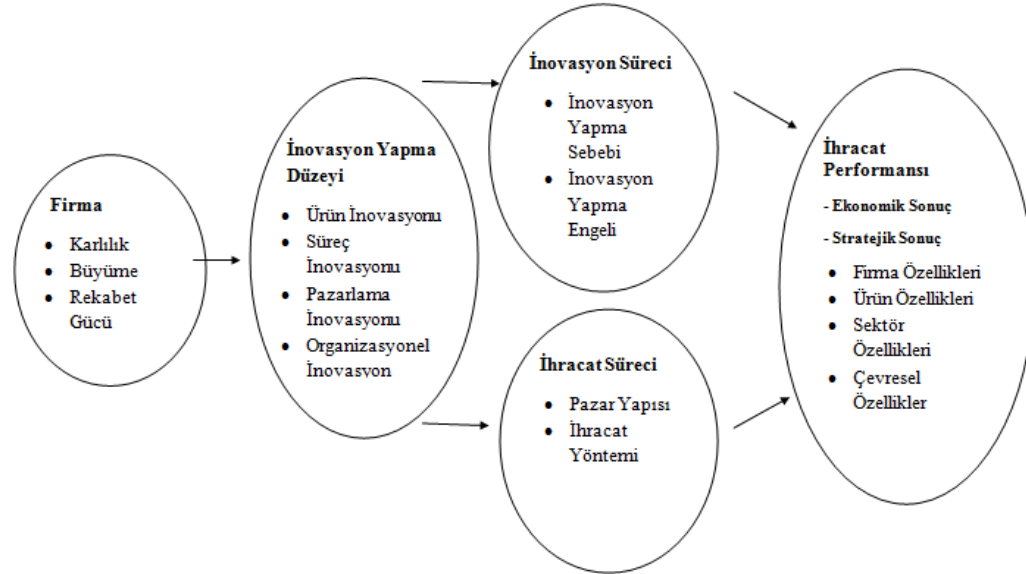 Firma
• Karlılık
• Büyüme
• Rekabet
Gücü
İnovasyon Yapma
Düzeyi
• Ürün İnovasyonu
• Süreç
İnovasyonu
• Pazarlama
İnovasyonu
• Organizasyonel
İnovasyon
İnovasyon Süreci
• İnovasyon
Yapma
Sebebi
• İnovasyon
Yapma
Engeli
İhracat Süreci
• Pazar Yapısı
• İhracat
Yöntemi
İhracat
Performansı
- Ekonomik Sonuç
- Stratejik Sonuç
• Firma Özellikleri
• Ürün Özellikleri
• Sektör
Özellikleri
• Çevresel
Özellikler